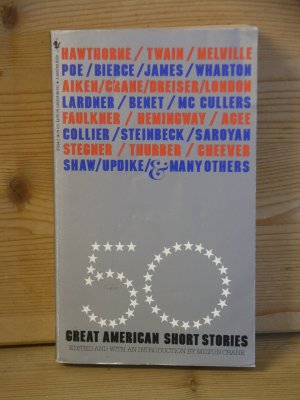 HAWTHORNE/TWAIN/MELVILLE
POE/BIERCE/JAMES/WHARTON
AIKEN/CRANE/DREISER/LONDON
LARDNER/BENET/MC CULLERS
FAULKNER/HEMINGWAY/AGEE
COLLIER/STEINBECK/SAROYAN
STEGNER/THURBER/CHEEVER
SHAW/UPDIKE/& MANY OTHERS
50
GREAT AMERICAN SHORT STORIES
EDITED AND WITH AN INTRODUCTION BY MILTON CRANE